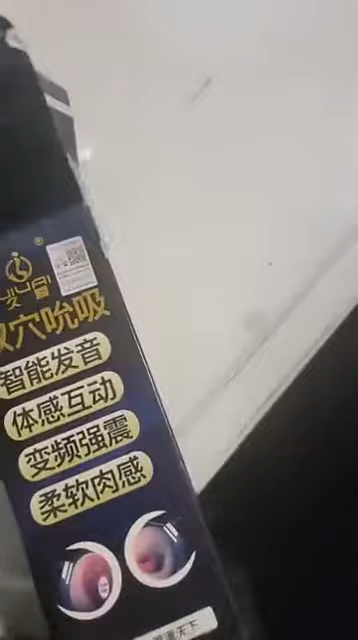 穴吮吸
智能发音
体感互动
变频强震
柔软肉感